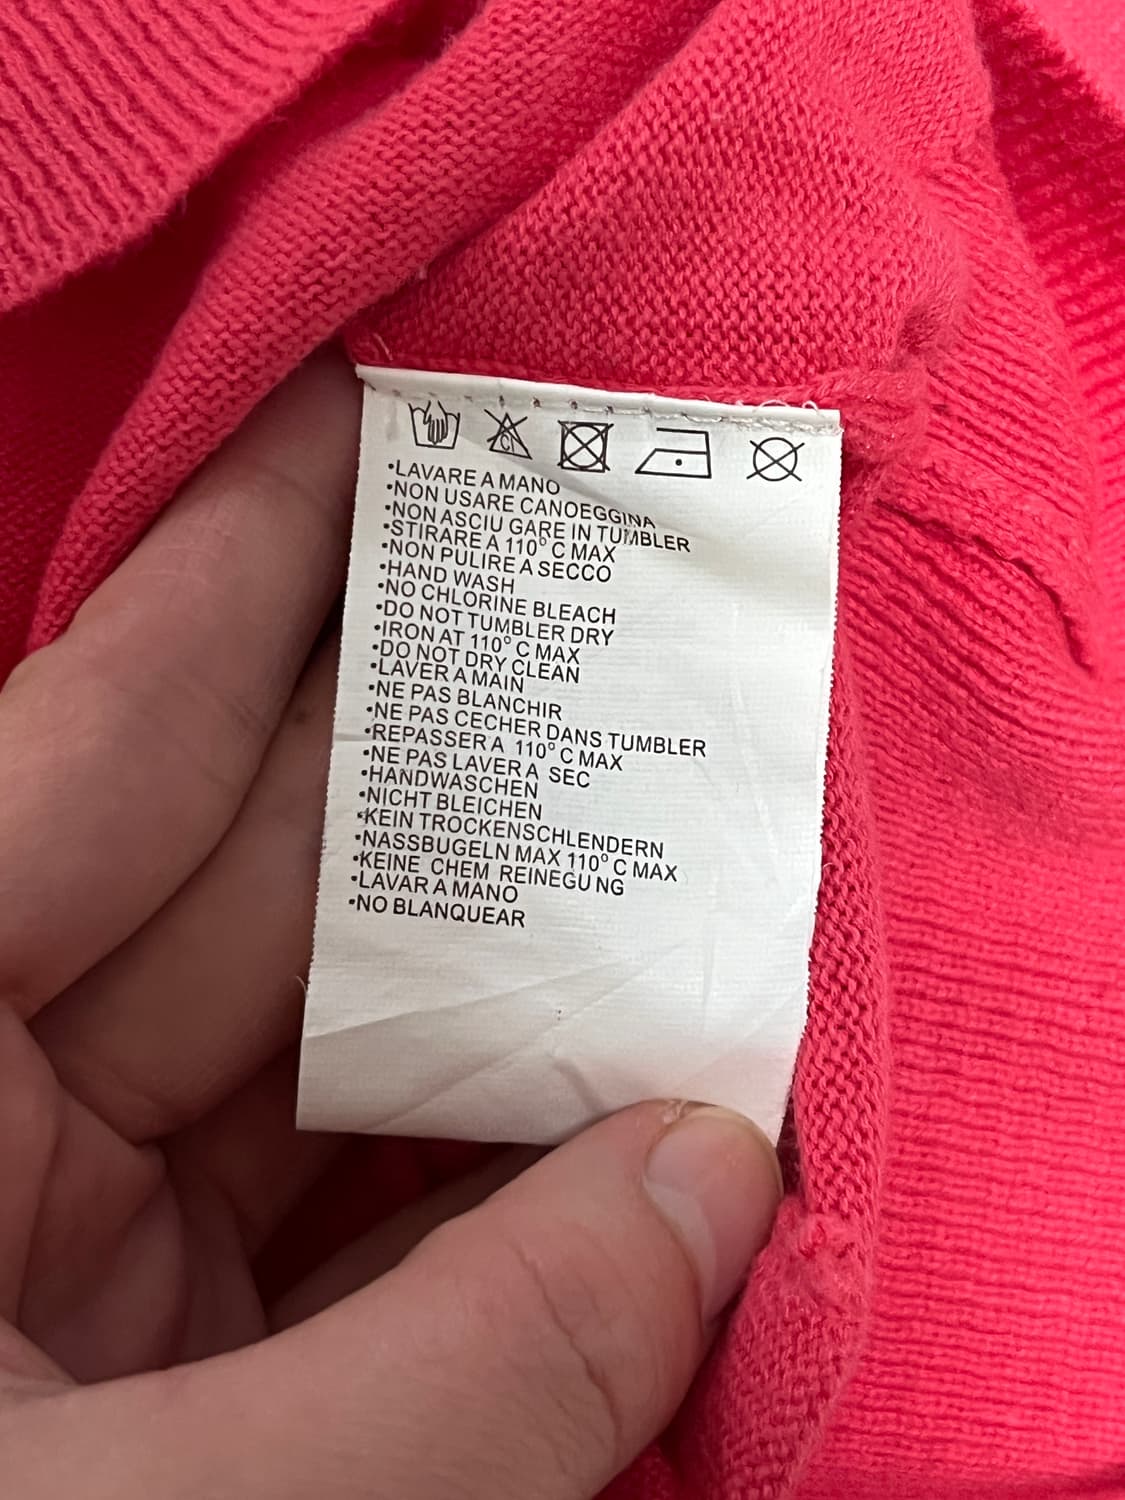 CL
•LAVARE A MANO
•NON USARE CANOEGGINA
•NON ASCIU GARE IN TUMBLER
•STIRARE A 110° C MAX
•NON PULIRE A SECCO
•HAND WASH
•NO CHLORINE BLEACH
•DO NOT TUMBLER DRY
•IRON AT 110° C MAX
•DO NOT DRY CLEAN
•LAVER A MAIN
•NE PAS BLANCHIR
•NE PAS CECHER DANS TUMBLER
•REPASSER A 110° C MAX
•NE PAS LAVER A SEC
•HANDWASCHEN
•NICHT BLEICHEN
•KEIN TROCKENSCHLENDERN
•NASSBUGELN MAX 110° C MAX
•KEINE CHEM REINEGU NG
•LAVAR A MANO
•NO BLANQUEAR